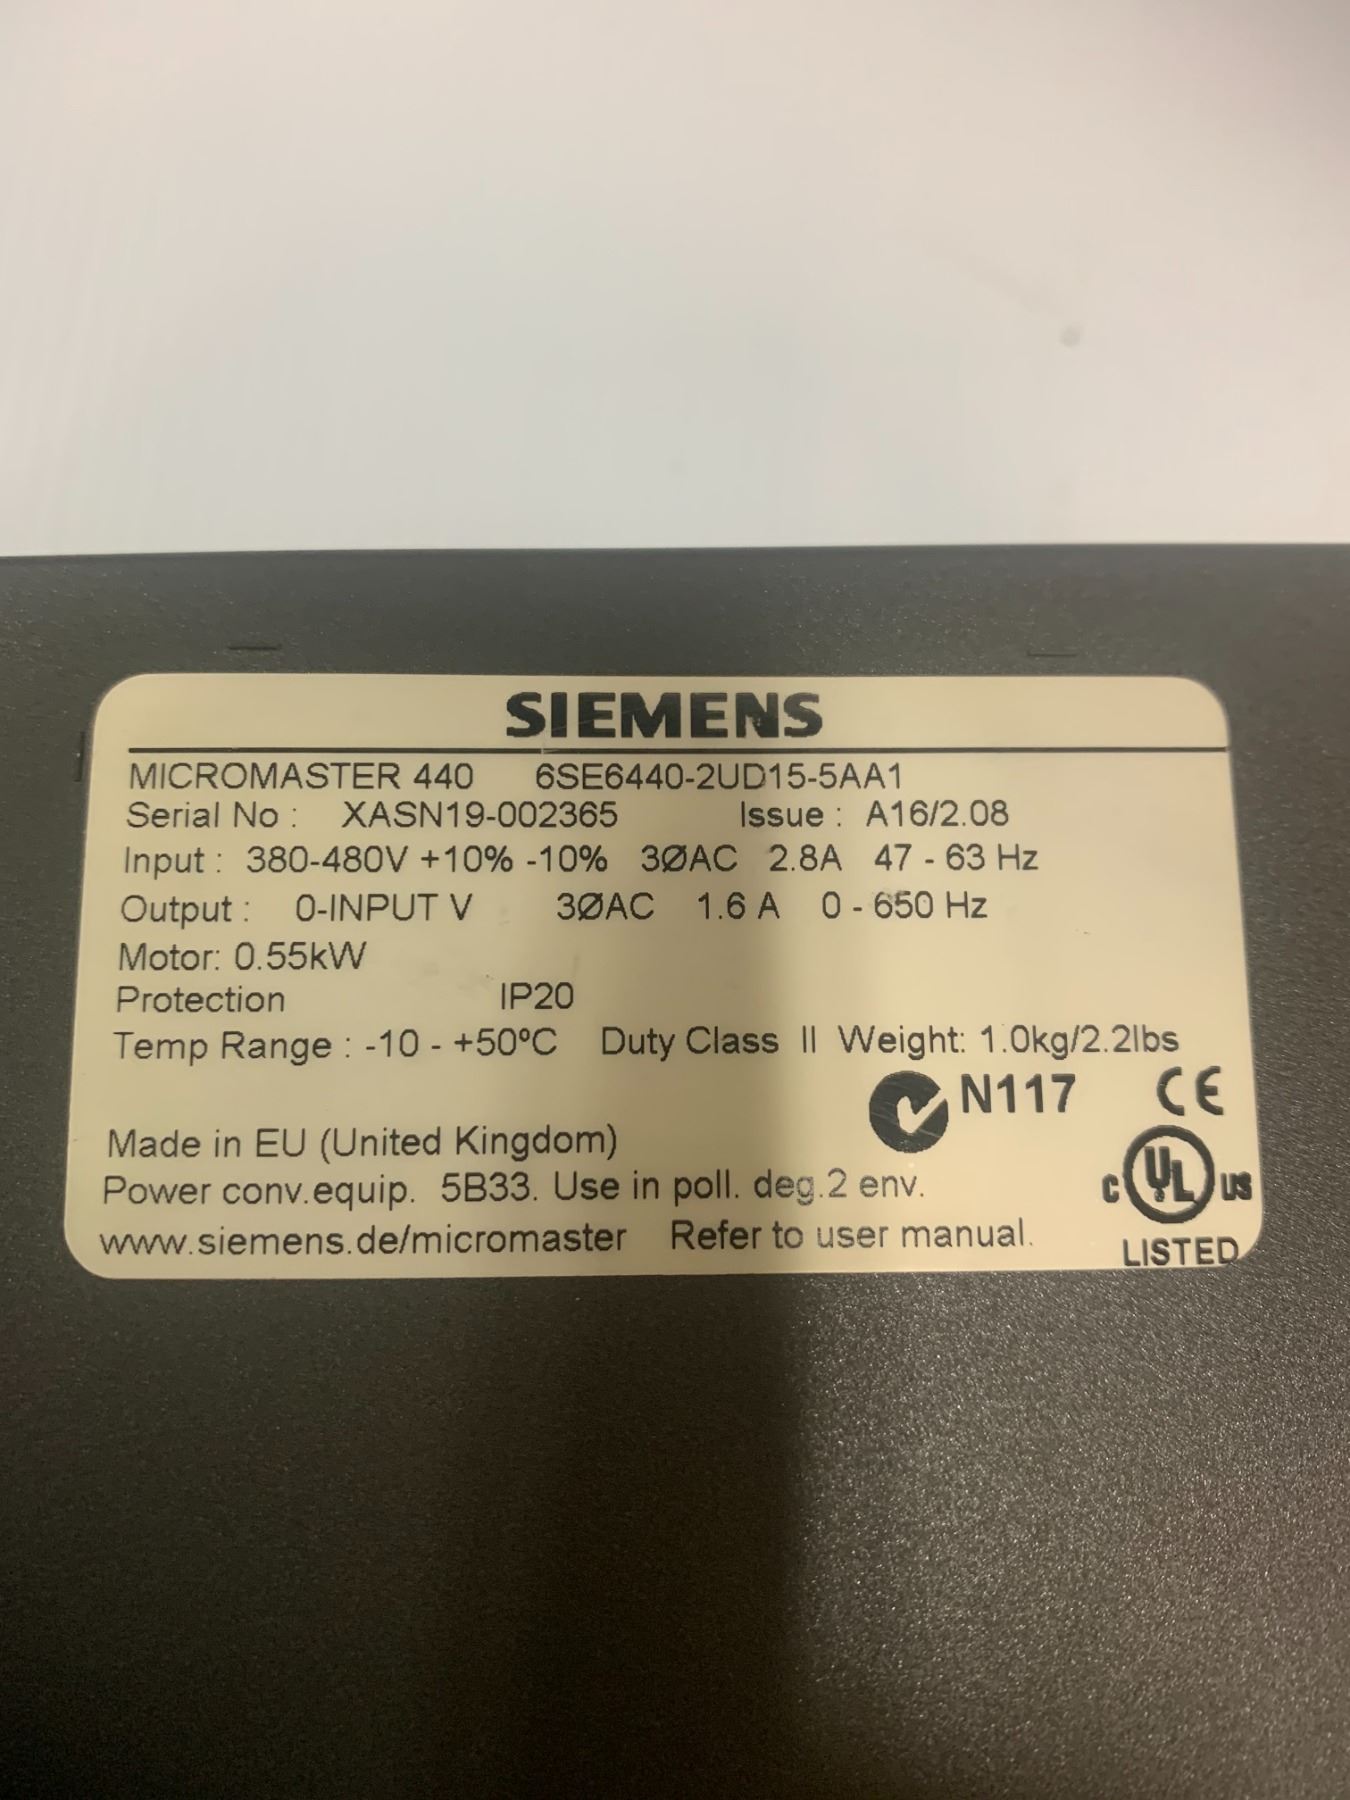 SIEMENS
MICROMASTER 440 6SE6440-2UD15-5AA1
Serial No : XASN19-002365 Issue : A16/2.08
Input : 380-480V +10% -10% 3ØAC 2.8A 47 - 63 Hz
Output : 0-INPUT V 3ØAC 1.6 A 0 - 650 Hz
Motor: 0.55kW
Protection IP20
Temp Range : -10 - +50ºC Duty Class II Weight: 1.0kg/2.2lbs
N117 CE
Made in EU (United Kingdom)
Power conv.equip. 5B33. Use in poll. deg.2 env.
C UL US
www.siemens.de/micromaster Refer to user manual.
LISTED